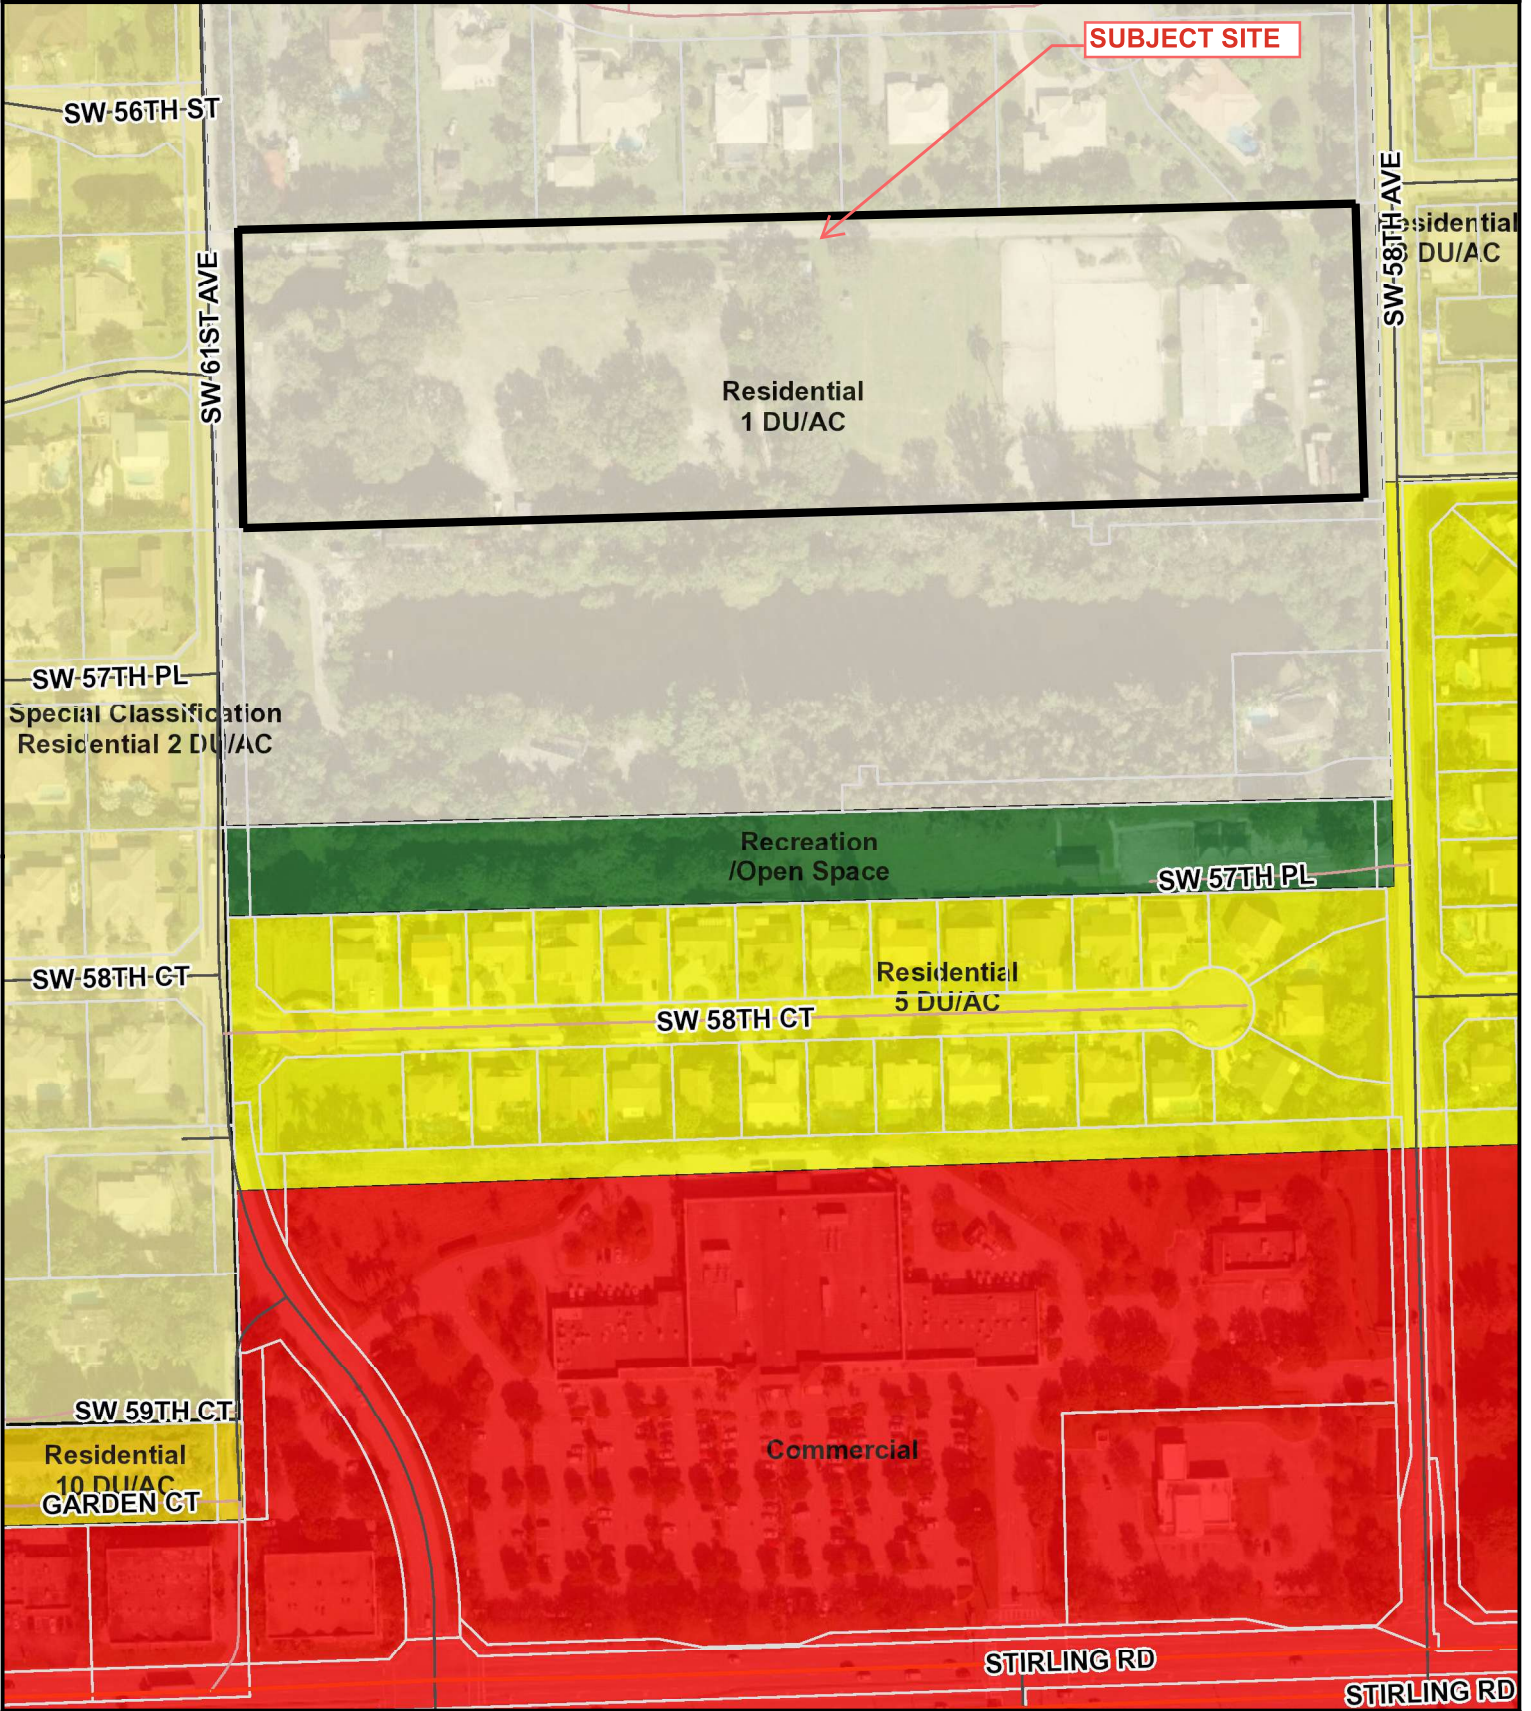 SUBJECT SITE
SW 56TH ST
SW 58TH AVE
esidential
DU/AC
SW 61ST AVE
Residential
1 DU/AC
SW 57TH PL
Special Classification
Residential 2 DU/AC
Recreation
/Open Space
SW 57TH PL
SW 58TH CT
Residential
5 DU/AC
SW 58TH CT
SW 59TH CT
Residential
10 DU/AC
GARDEN CT
Commercial
STIRLING RD
STIRLING RD